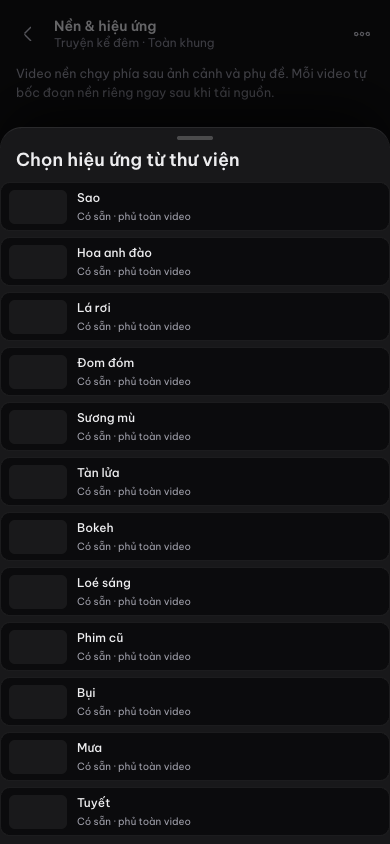 Nền & hiệu ứng
Truyện kể đêm · Toàn khung
Video nền chạy phía sau ảnh cảnh và phụ đề. Mỗi video tự
bốc đoạn nền riêng ngay sau khi tải nguồn.
Chọn hiệu ứng từ thư viện
Sao
Có sẵn · phủ toàn video
Hoa anh đào
Có sẵn · phủ toàn video
Lá rơi
Có sẵn · phủ toàn video
Đom đóm
Có sẵn · phủ toàn video
Sương mù
Có sẵn · phủ toàn video
Tàn lửa
Có sẵn · phủ toàn video
Bokeh
Có sẵn · phủ toàn video
Loé sáng
Có sẵn · phủ toàn video
Phim cũ
Có sẵn · phủ toàn video
Bụi
Có sẵn · phủ toàn video
Mưa
Có sẵn · phủ toàn video
Tuyết
Có sẵn · phủ toàn video